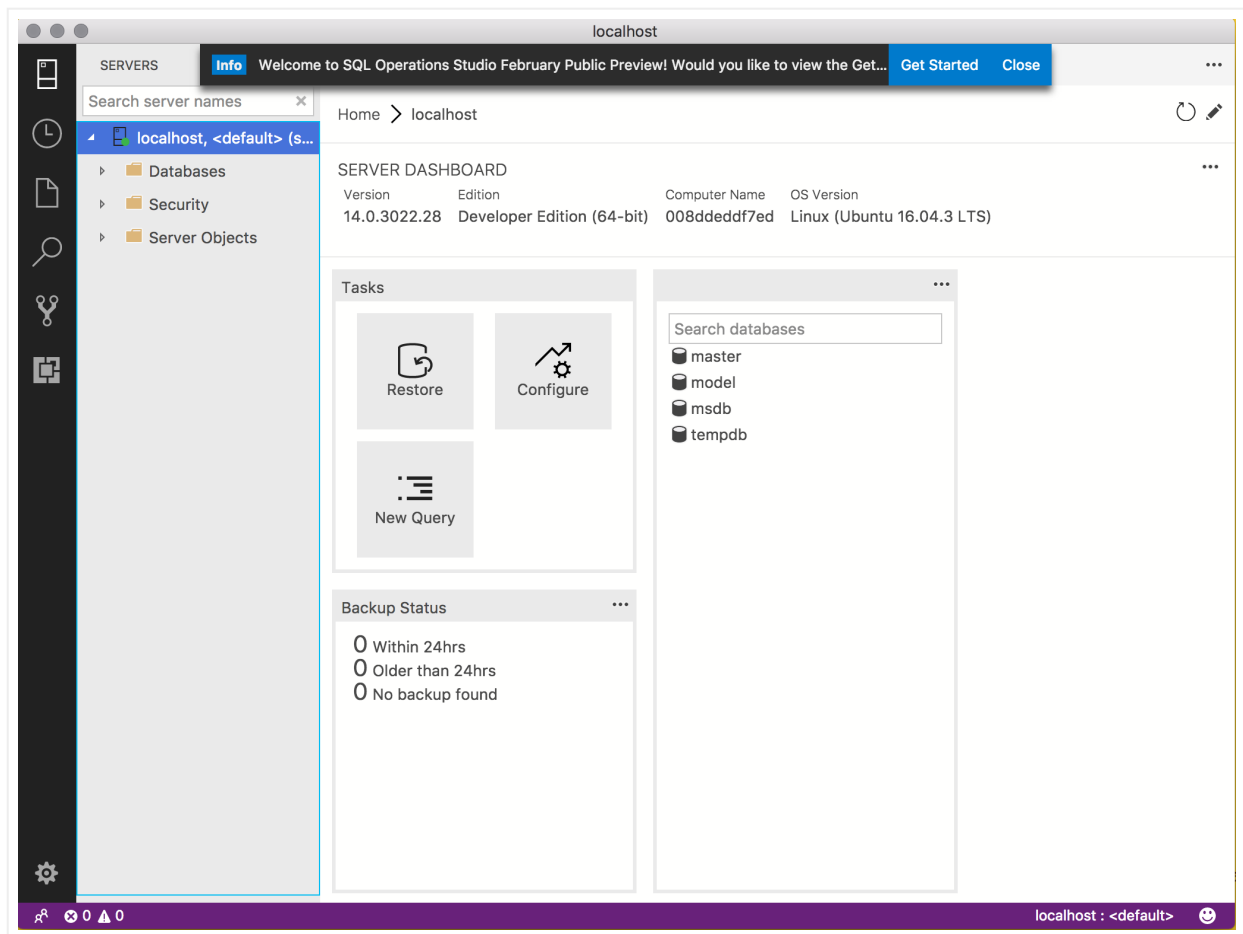 localhost
SERVERS
Info Welcome to SQL Operations Studio February Public Preview! Would you like to view the Get... Get Started Close
Search server names
localhost, <default> (s...
Databases
Security
Server Objects
Home localhost
SERVER DASHBOARD
Version Edition Computer Name OS Version
14.0.3022.28 Developer Edition (64-bit) 008ddeddf7ed Linux (Ubuntu 16.04.3 LTS)
Tasks
Restore
Configure
New Query
Search databases
master
model
msdb
tempdb
Backup Status
0 Within 24hrs
0 Older than 24hrs
0 No backup found
0 0
localhost : <default>